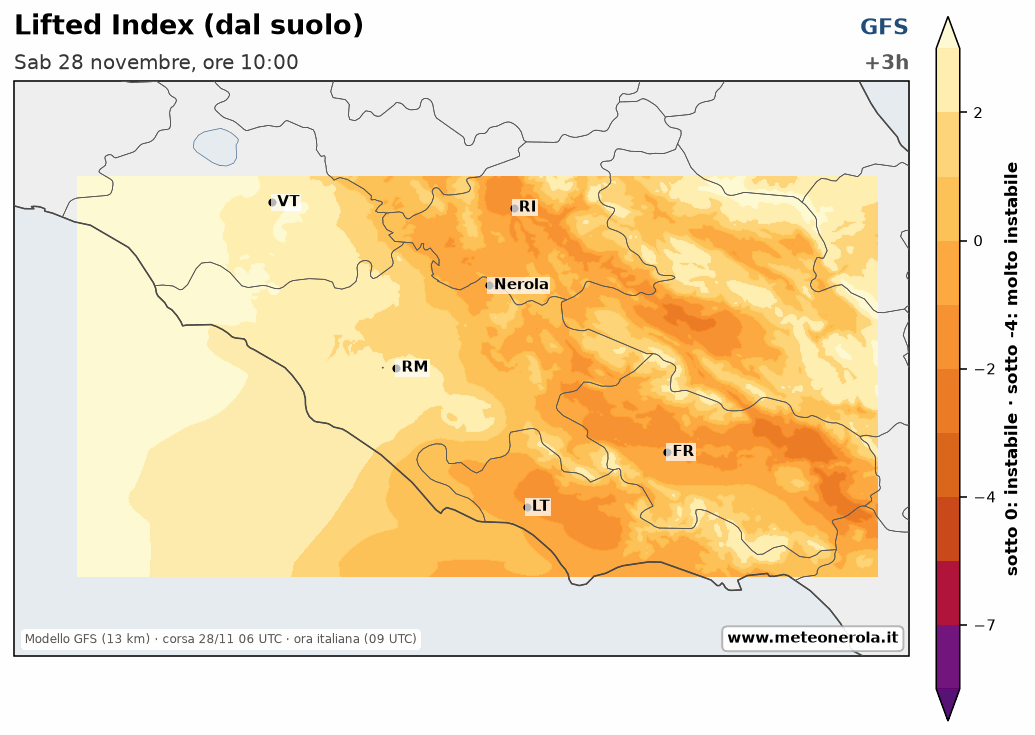 Lifted Index (dal suolo)
GFS
Sab 28 novembre, ore 10:00
+3h
VT
RI
Nerola
RM
FR
LT
2
0
−2
−4
−7
sotto 0: instabile · sotto -4: molto instabile
Modello GFS (13 km) · corsa 28/11 06 UTC · ora italiana (09 UTC)
www.meteonerola.it